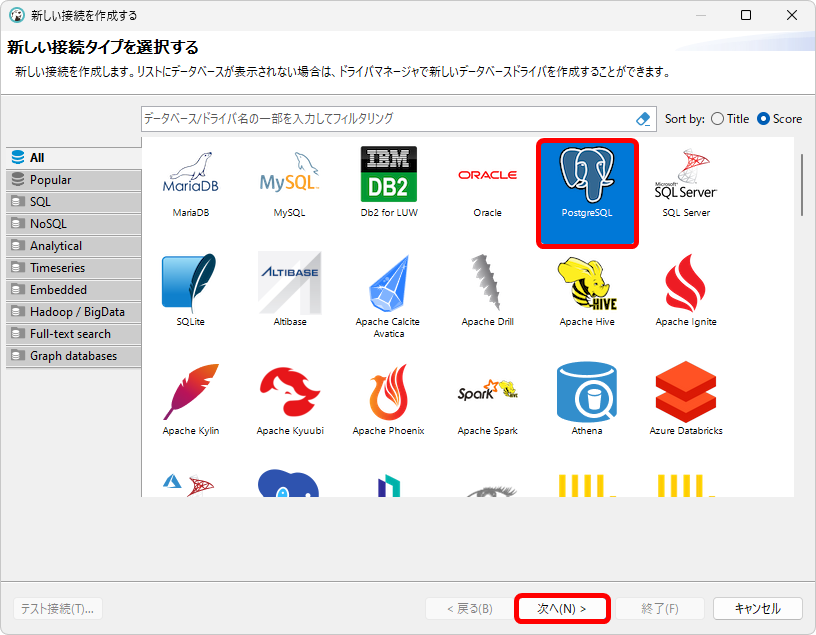 新しい接続を作成する
新しい接続タイプを選択する
新しい接続を作成します。リストにデータベースが表示されない場合は、ドライバマネージャで新しいデータベースドライバを作成することができます。
データベース/ドライバ名の一部を入力してフィルタリング
Sort by: Title Score
All
Popular
SQL
NoSQL
Analytical
Timeseries
Embedded
Hadoop / BigData
Full-text search
Graph databases
MariaDB
MySQL
IBM
DB2
ORACLE
Microsoft
SQL Server
MariaDB
MySQL
Db2 for LUW
Oracle
PostgreSQL
SQL Server
ALTIBASE
HIVE
SQLite
Altibase
Apache Calcite
Avatica
Apache Drill
Apache Hive
Apache Ignite
Spark
HIVE
Apache Kylin
Apache Kyuubi
Apache Phoenix
Apache Spark
Athena
Azure Databricks
テスト接続(T)...
< 戻る(B)
次へ(N) >
終了(F)
キャンセル